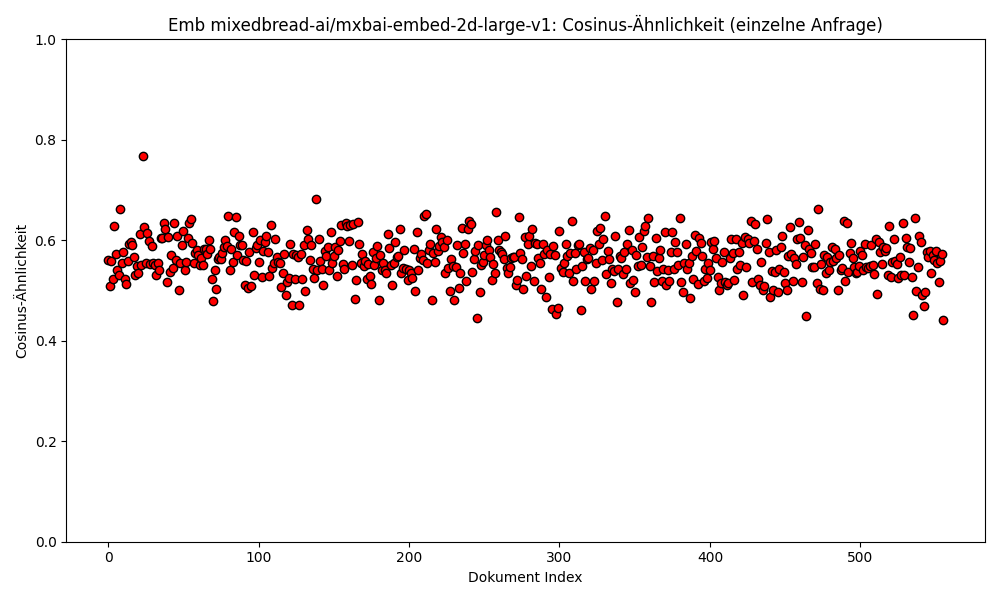 Emb mixedbread-ai/mxbai-embed-2d-large-v1: Cosinus-Ähnlichkeit (einzelne Anfrage)
1.0
0.8
0.6
0.4
0.2
0.0
Cosinus-Ähnlichkeit
0 100 200 300 400 500
Dokument Index